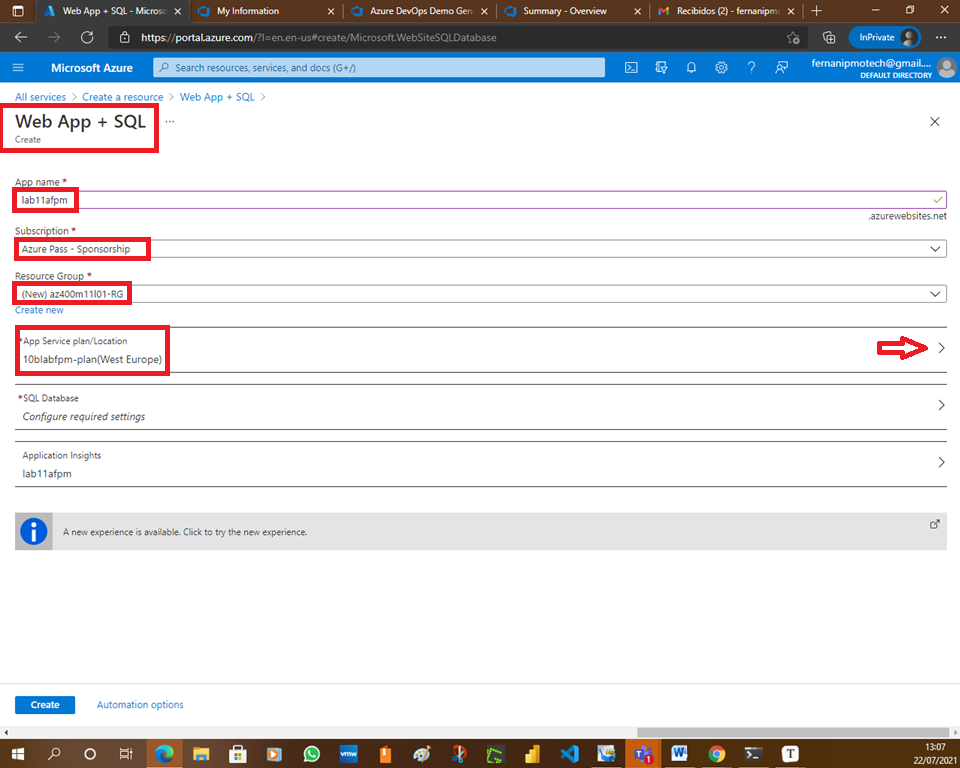 Web App + SQL - Microso
My Information
Azure DevOps Demo Gen
Summary - Overview
Recibidos (2) - fernanipmo
https://portal.azure.com/?l=en.en-us#create/Microsoft.WebSiteSQLDatabase
InPrivate
Microsoft Azure
Search resources, services, and docs (G+/)
fernanipmotech@gmail....
DEFAULT DIRECTORY
All services > Create a resource > Web App + SQL >
Web App + SQL ...
Create
App name *
lab11afpm
.azurewebsites.net
Subscription *
Azure Pass - Sponsorship
Resource Group *
(New) az400m11l01-RG
Create new
*App Service plan/Location
10blabfpm-plan(West Europe)
*SQL Database
Configure required settings
Application Insights
lab11afpm
A new experience is available. Click to try the new experience.
Create
Automation options
13:07
22/07/2021